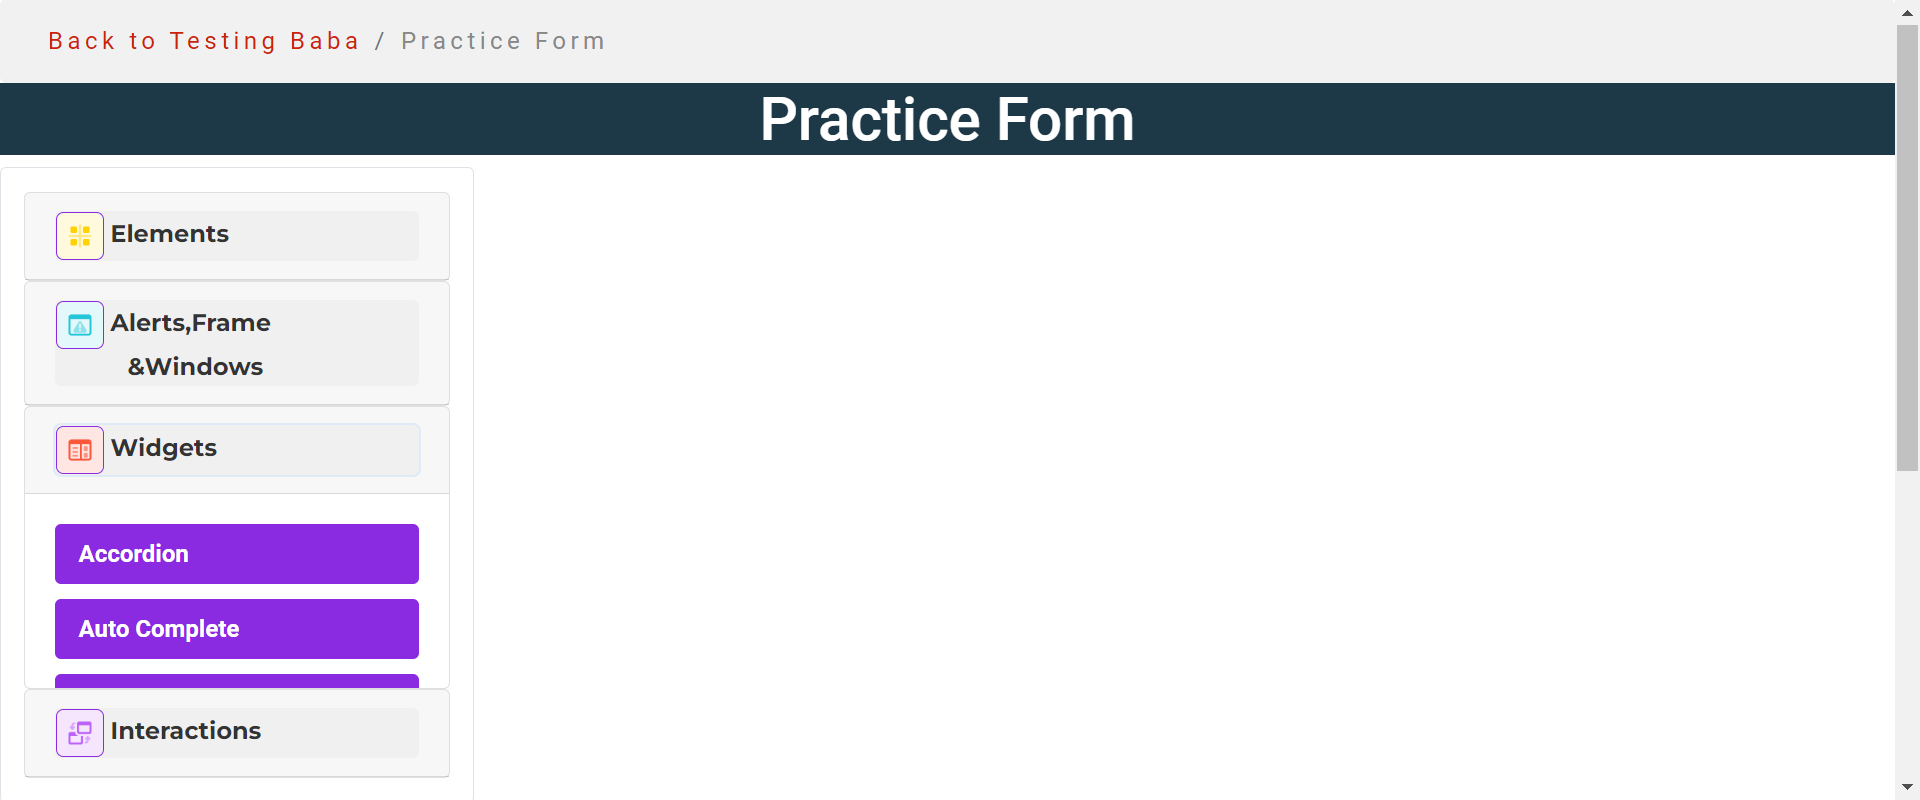 Back to Testing Baba / Practice Form
Practice Form
Elements
Alerts,Frame
&Windows
Widgets
Accordion
Auto Complete
Interactions